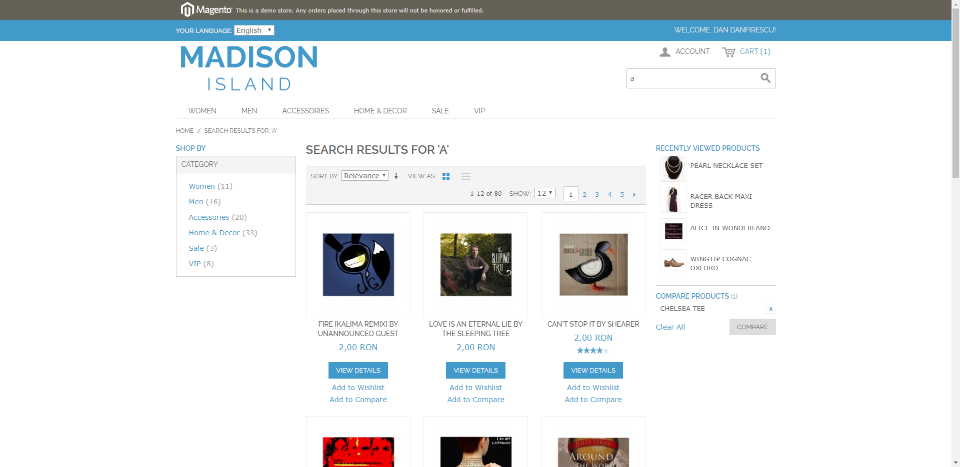 Magento
This is a demo store. Any orders placed through this store will not be honored or fulfilled.
YOUR LANGUAGE: English
WELCOME, DAN DANFIRESCU!
MADISON
ISLAND
ACCOUNT CART (1)
a
WOMEN MEN ACCESSORIES HOME & DECOR SALE VIP
HOME / SEARCH RESULTS FOR: 'A'
SHOP BY
CATEGORY
Women (11)
Men (16)
Accessories (20)
Home & Decor (33)
Sale (3)
VIP (8)
SEARCH RESULTS FOR 'A'
SORT BY Relevance VIEW AS
1-12 of 80 SHOW: 12 1 2 3 4 5 »
FIRE (KALIMA REMIX) BY
UNANNOUNCED GUEST
2,00 RON
VIEW DETAILS
Add to Wishlist
Add to Compare
SLEEPING
TREE
LOVE IS AN ETERNAL LIE BY
THE SLEEPING TREE
2,00 RON
VIEW DETAILS
Add to Wishlist
Add to Compare
CAN'T STOP IT BY SHEARER
2,00 RON
VIEW DETAILS
Add to Wishlist
Add to Compare
AROUND
THE WORLD
RECENTLY VIEWED PRODUCTS
PEARL NECKLACE SET
RACER BACK MAXI
DRESS
ALICE IN WONDERLAND
WINGTIP COGNAC
OXFORD
COMPARE PRODUCTS (1)
CHELSEA TEE x
Clear All COMPARE